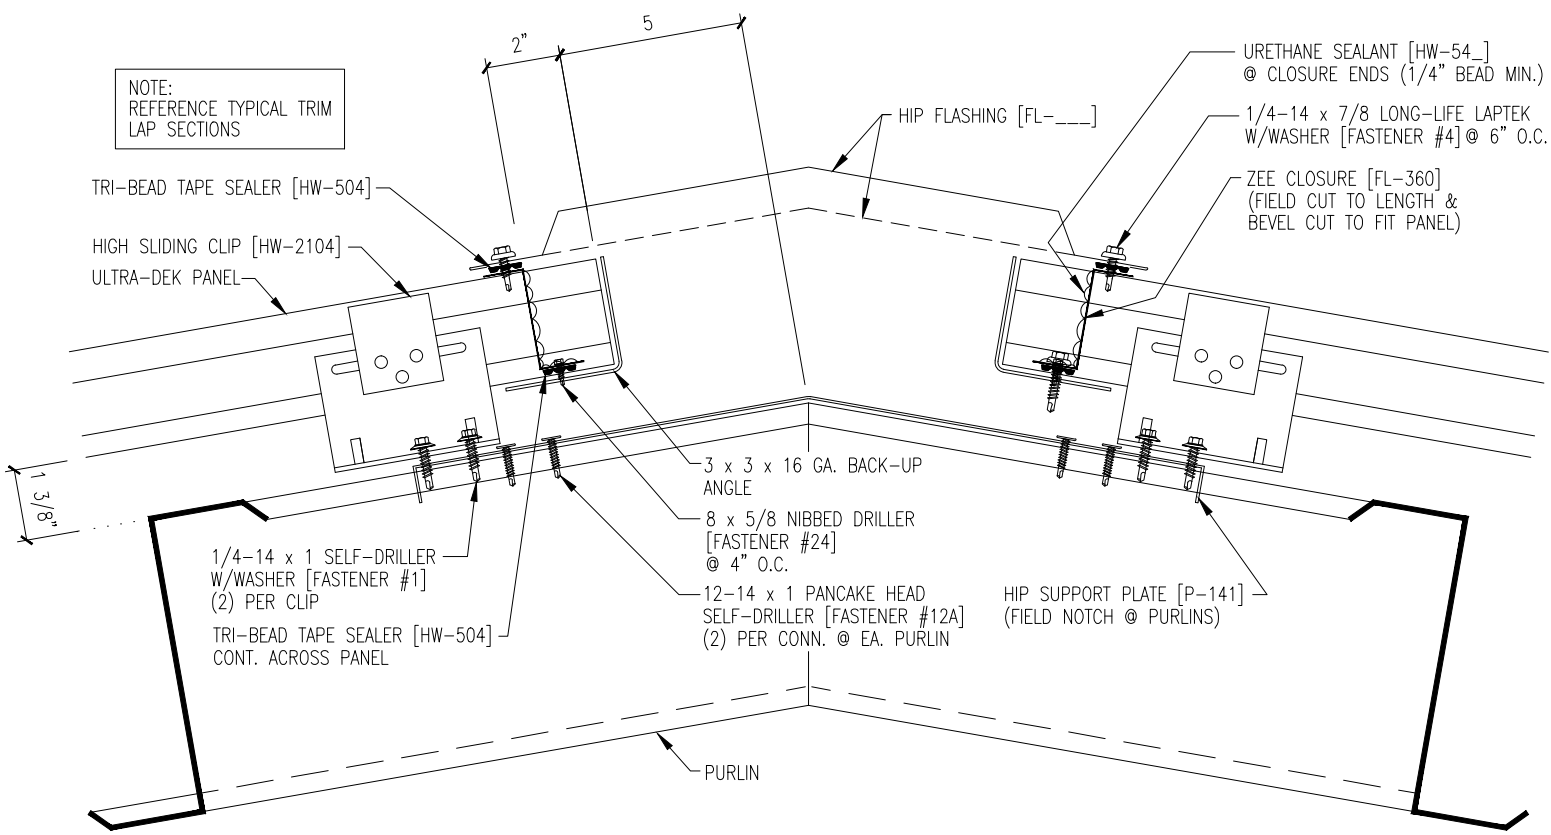 5
2"
NOTE:
REFERENCE TYPICAL TRIM
LAP SECTIONS
TRI-BEAD TAPE SEALER [HW-504]
HIGH SLIDING CLIP [HW-2104]
ULTRA-DEK PANEL
HIP FLASHING [FL-___]
URETHANE SEALANT [HW-54_]
@ CLOSURE ENDS (1/4" BEAD MIN.)
1/4-14 x 7/8 LONG-LIFE LAPTEK
W/WASHER [FASTENER #4] @ 6" O.C.
ZEE CLOSURE [FL-360]
(FIELD CUT TO LENGTH &
BEVEL CUT TO FIT PANEL)
1 3/8"
3 x 3 x 16 GA. BACK-UP
ANGLE
8 x 5/8 NIBBED DRILLER
[FASTENER #24]
@ 4" O.C.
12-14 x 1 PANCAKE HEAD
SELF-DRILLER [FASTENER #12A]
(2) PER CONN. @ EA. PURLIN
1/4-14 x 1 SELF-DRILLER
W/WASHER [FASTENER #1]
(2) PER CLIP
TRI-BEAD TAPE SEALER [HW-504]
CONT. ACROSS PANEL
HIP SUPPORT PLATE [P-141]
(FIELD NOTCH @ PURLINS)
PURLIN